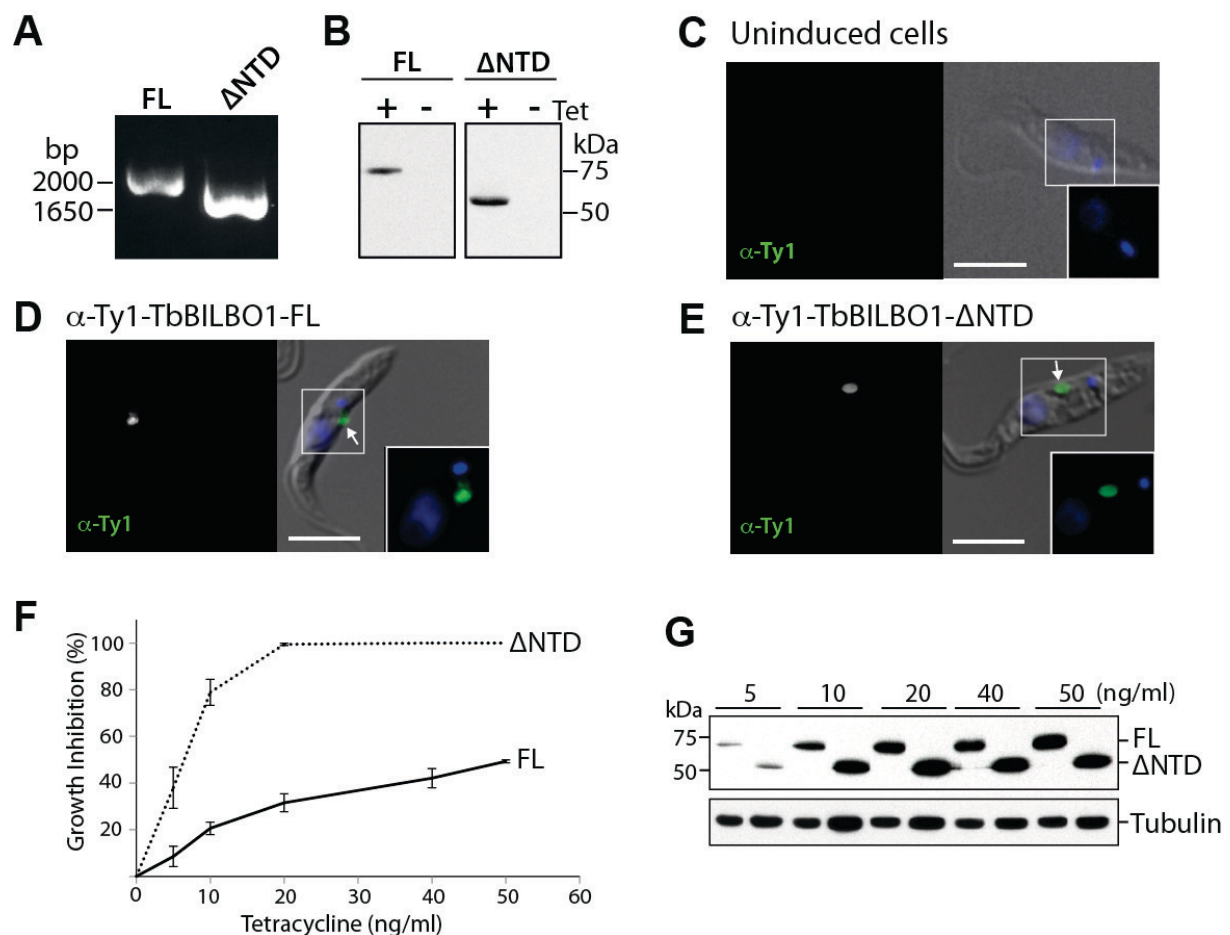 A
FL ΔNTD
bp
2000
1650
B
FL ΔNTD
+ - + - Tet
kDa
75
50
C Uninduced cells
α-Ty1
D α-Ty1-TbBILBO1-FL
α-Ty1
E α-Ty1-TbBILBO1-ΔNTD
α-Ty1
F
Growth Inhibition (%)
100
80
60
40
20
0 10 20 30 40 50 60
Tetracycline (ng/ml)
ΔNTD
FL
G
5 10 20 40 50 (ng/ml)
kDa
75
50
FL
ΔNTD
Tubulin